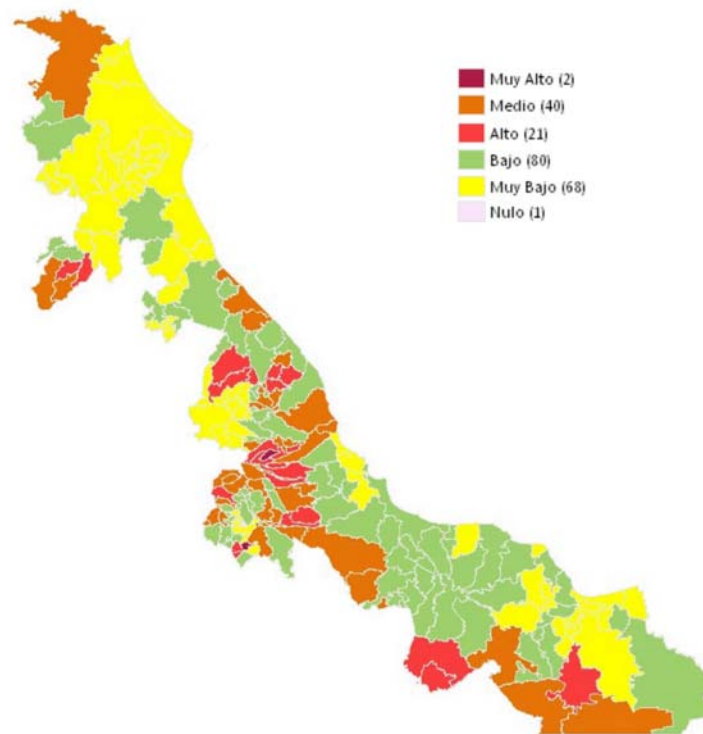 Muy Alto (2)
Medio (40)
Alto (21)
Bajo (80)
Muy Bajo (68)
Nulo (1)